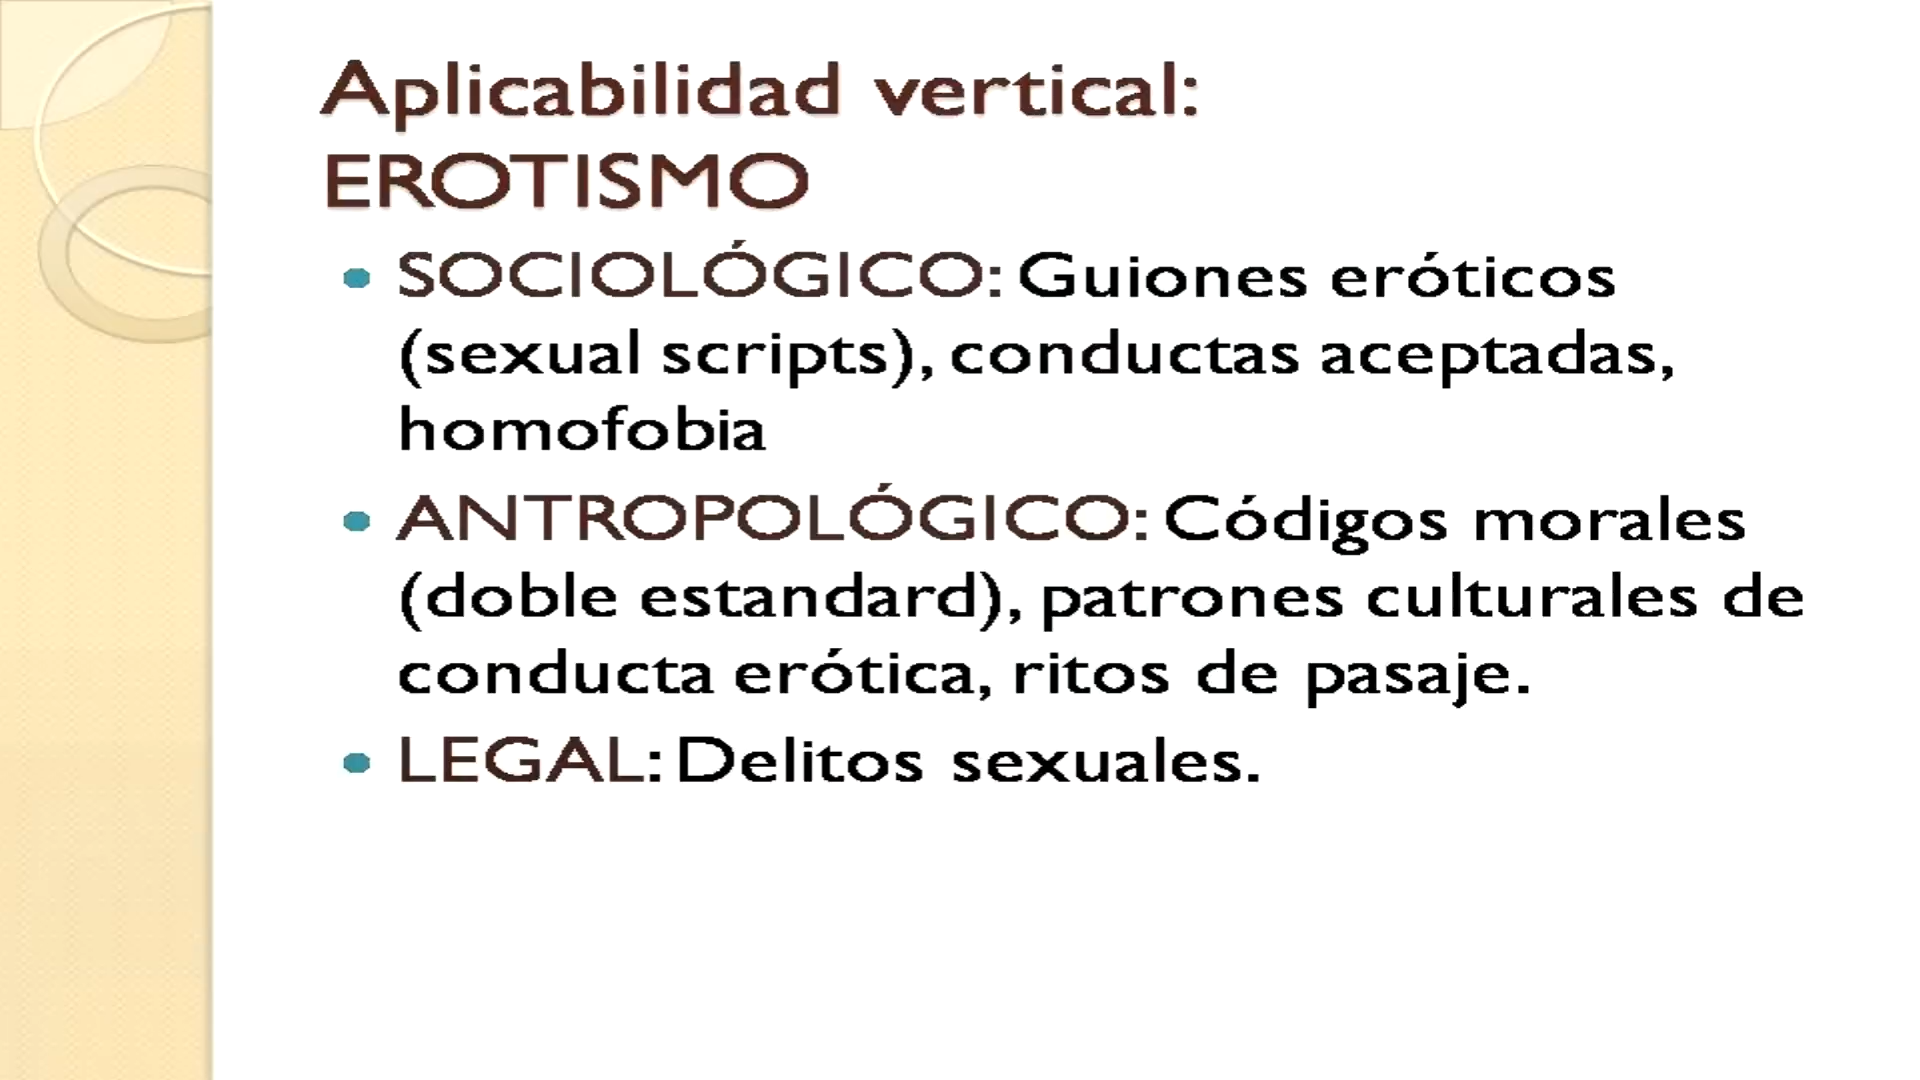 Aplicabilidad vertical:
EROTISMO
• SOCIOLÓGICO: Guiones eróticos
(sexual scripts), conductas aceptadas,
homofobia
• ANTROPOLÓGICO: Códigos morales
(doble estandard), patrones culturales de
conducta erótica, ritos de pasaje.
• LEGAL: Delitos sexuales.